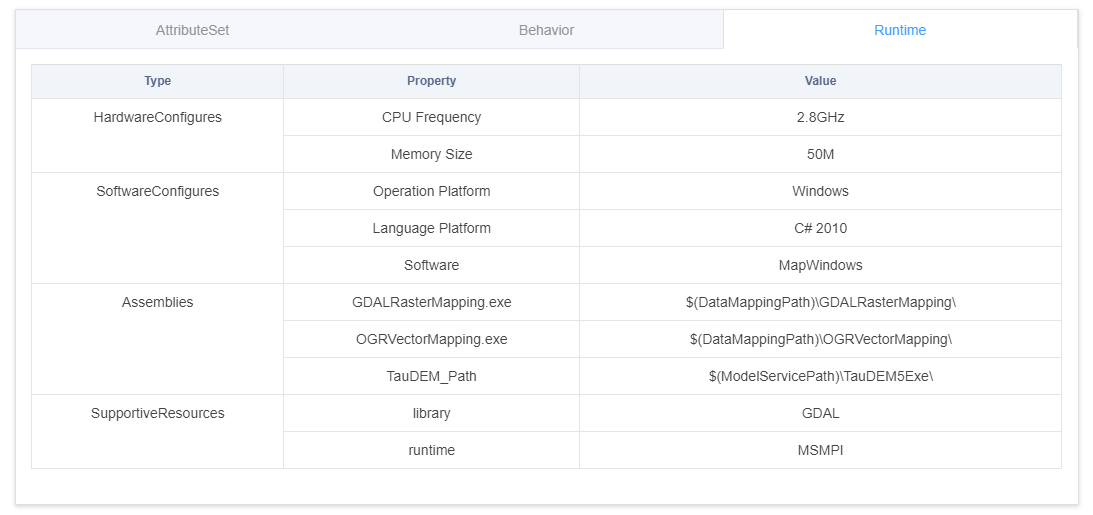 AttributeSet Behavior Runtime
Type Property Value
HardwareConfigures CPU Frequency 2.8GHz
Memory Size 50M
SoftwareConfigures Operation Platform Windows
Language Platform C# 2010
Software MapWindows
Assemblies GDALRasterMapping.exe $(DataMappingPath)\GDALRasterMapping\
OGRVectorMapping.exe $(DataMappingPath)\OGRVectorMapping\
TauDEM_Path $(ModelServicePath)\TauDEM5Exe\
SupportiveResources library GDAL
runtime MSMPI